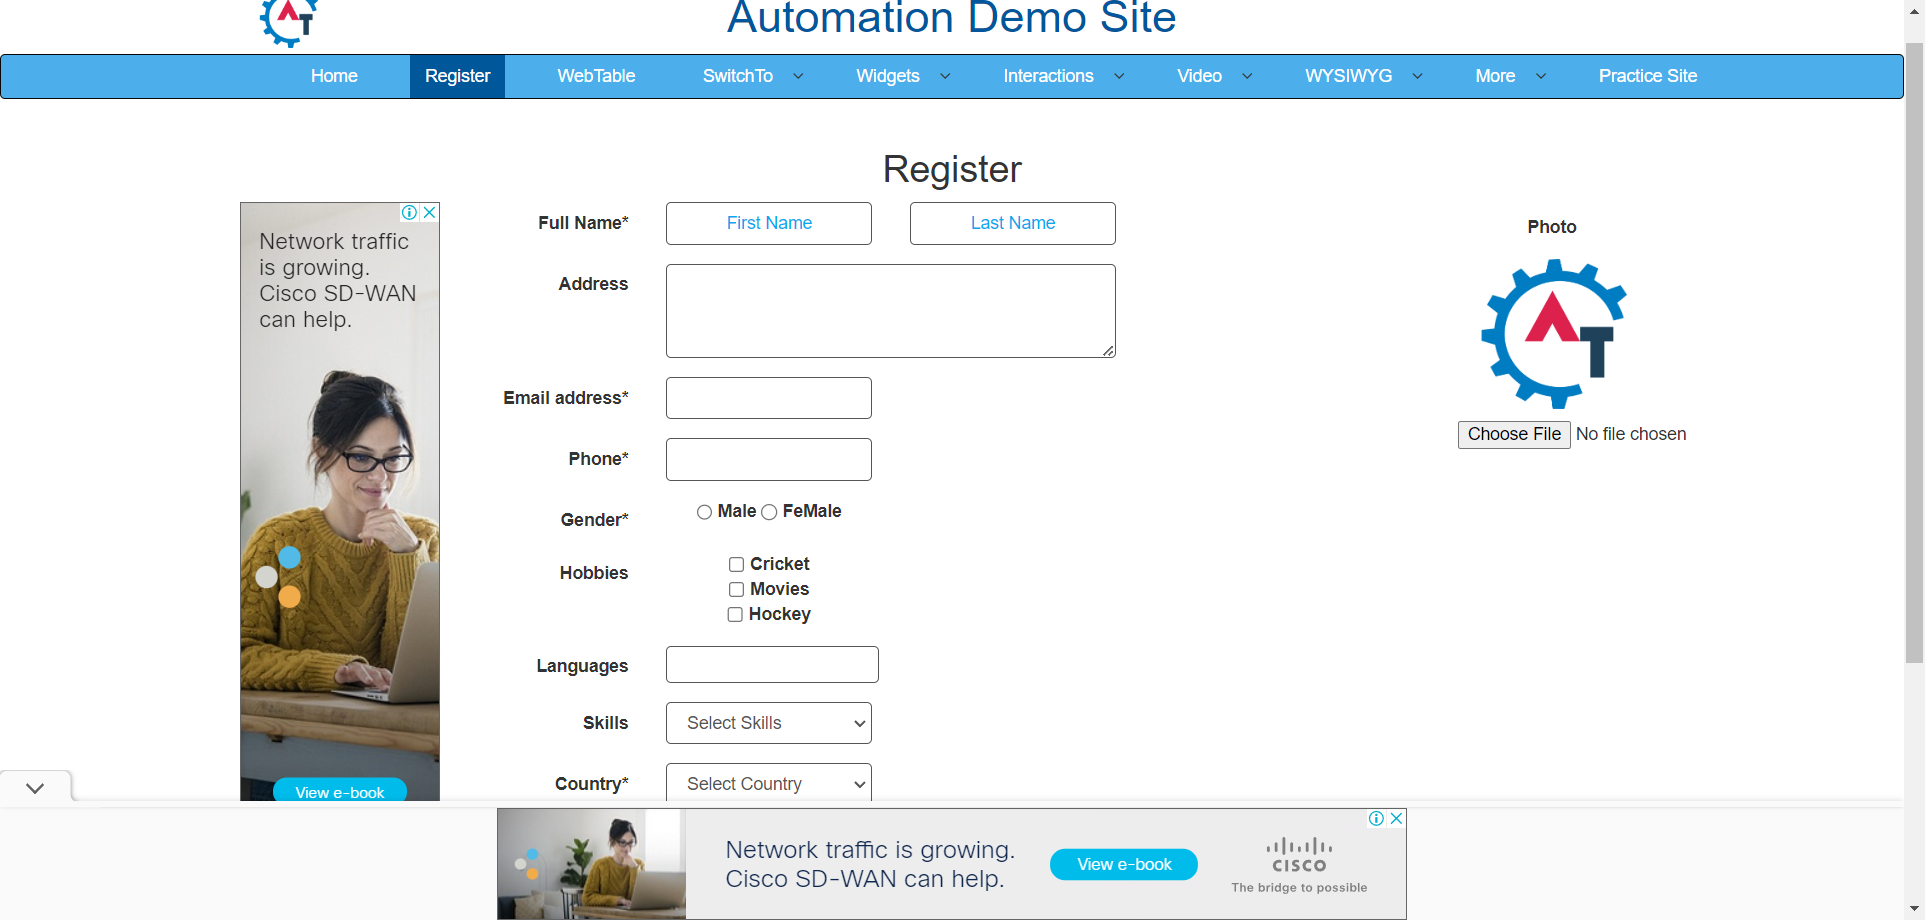 AT
Automation Demo Site
Home Register WebTable SwitchTo Widgets Interactions Video WYSIWYG More Practice Site
Register
Network traffic
is growing.
Cisco SD-WAN
can help.
View e-book
Full Name* First Name Last Name
Address
Email address*
Phone*
Gender* Male FeMale
Hobbies Cricket
Movies
Hockey
Languages
Skills Select Skills
Country* Select Country
Photo
AT
Choose File No file chosen
Network traffic is growing.
Cisco SD-WAN can help.
View e-book
CISCO
The bridge to possible